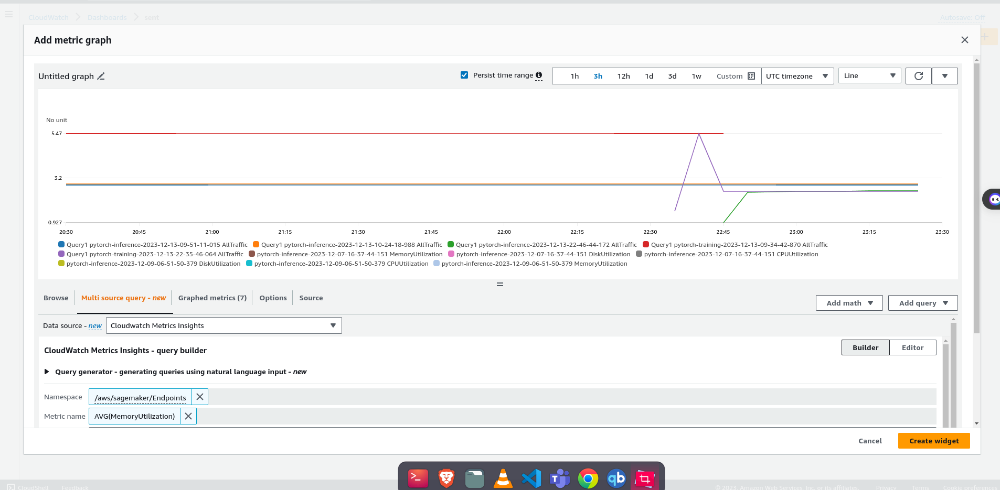 CloudWatch Dashboards sent Autosave: Off
Add metric graph
Untitled graph Persist time range 1h 3h 12h 1d 3d 1w Custom UTC timezone Line
No unit
5.47
3.2
0.927
20:30 20:45 21:00 21:15 21:30 21:45 22:00 22:15 22:30 22:45 23:00 23:15 23:30
Query1 pytorch-inference-2023-12-13-09-51-11-015 AllTraffic Query1 pytorch-inference-2023-12-13-10-24-18-988 AllTraffic Query1 pytorch-inference-2023-12-13-22-46-44-172 AllTraffic Query1 pytorch-training-2023-12-13-09-34-42-870 AllTraffic
Query1 pytorch-training-2023-12-13-22-35-46-064 AllTraffic pytorch-inference-2023-12-07-16-37-44-151 MemoryUtilization pytorch-inference-2023-12-07-16-37-44-151 DiskUtilization pytorch-inference-2023-12-07-16-37-44-151 CPUUtilization
pytorch-inference-2023-12-09-06-51-50-379 DiskUtilization pytorch-inference-2023-12-09-06-51-50-379 CPUUtilization pytorch-inference-2023-12-09-06-51-50-379 MemoryUtilization
Browse Multi source query - new Graphed metrics (7) Options Source Add math Add query
Data source - new Cloudwatch Metrics Insights
CloudWatch Metrics Insights - query builder Builder Editor
Query generator - generating queries using natural language input - new
Namespace /aws/sagemaker/Endpoints
Metric name AVG(MemoryUtilization)
Cancel Create widget
CloudShell Feedback © 2023, Amazon Web Services, Inc. or its affiliates. Privacy Terms Cookie preferences